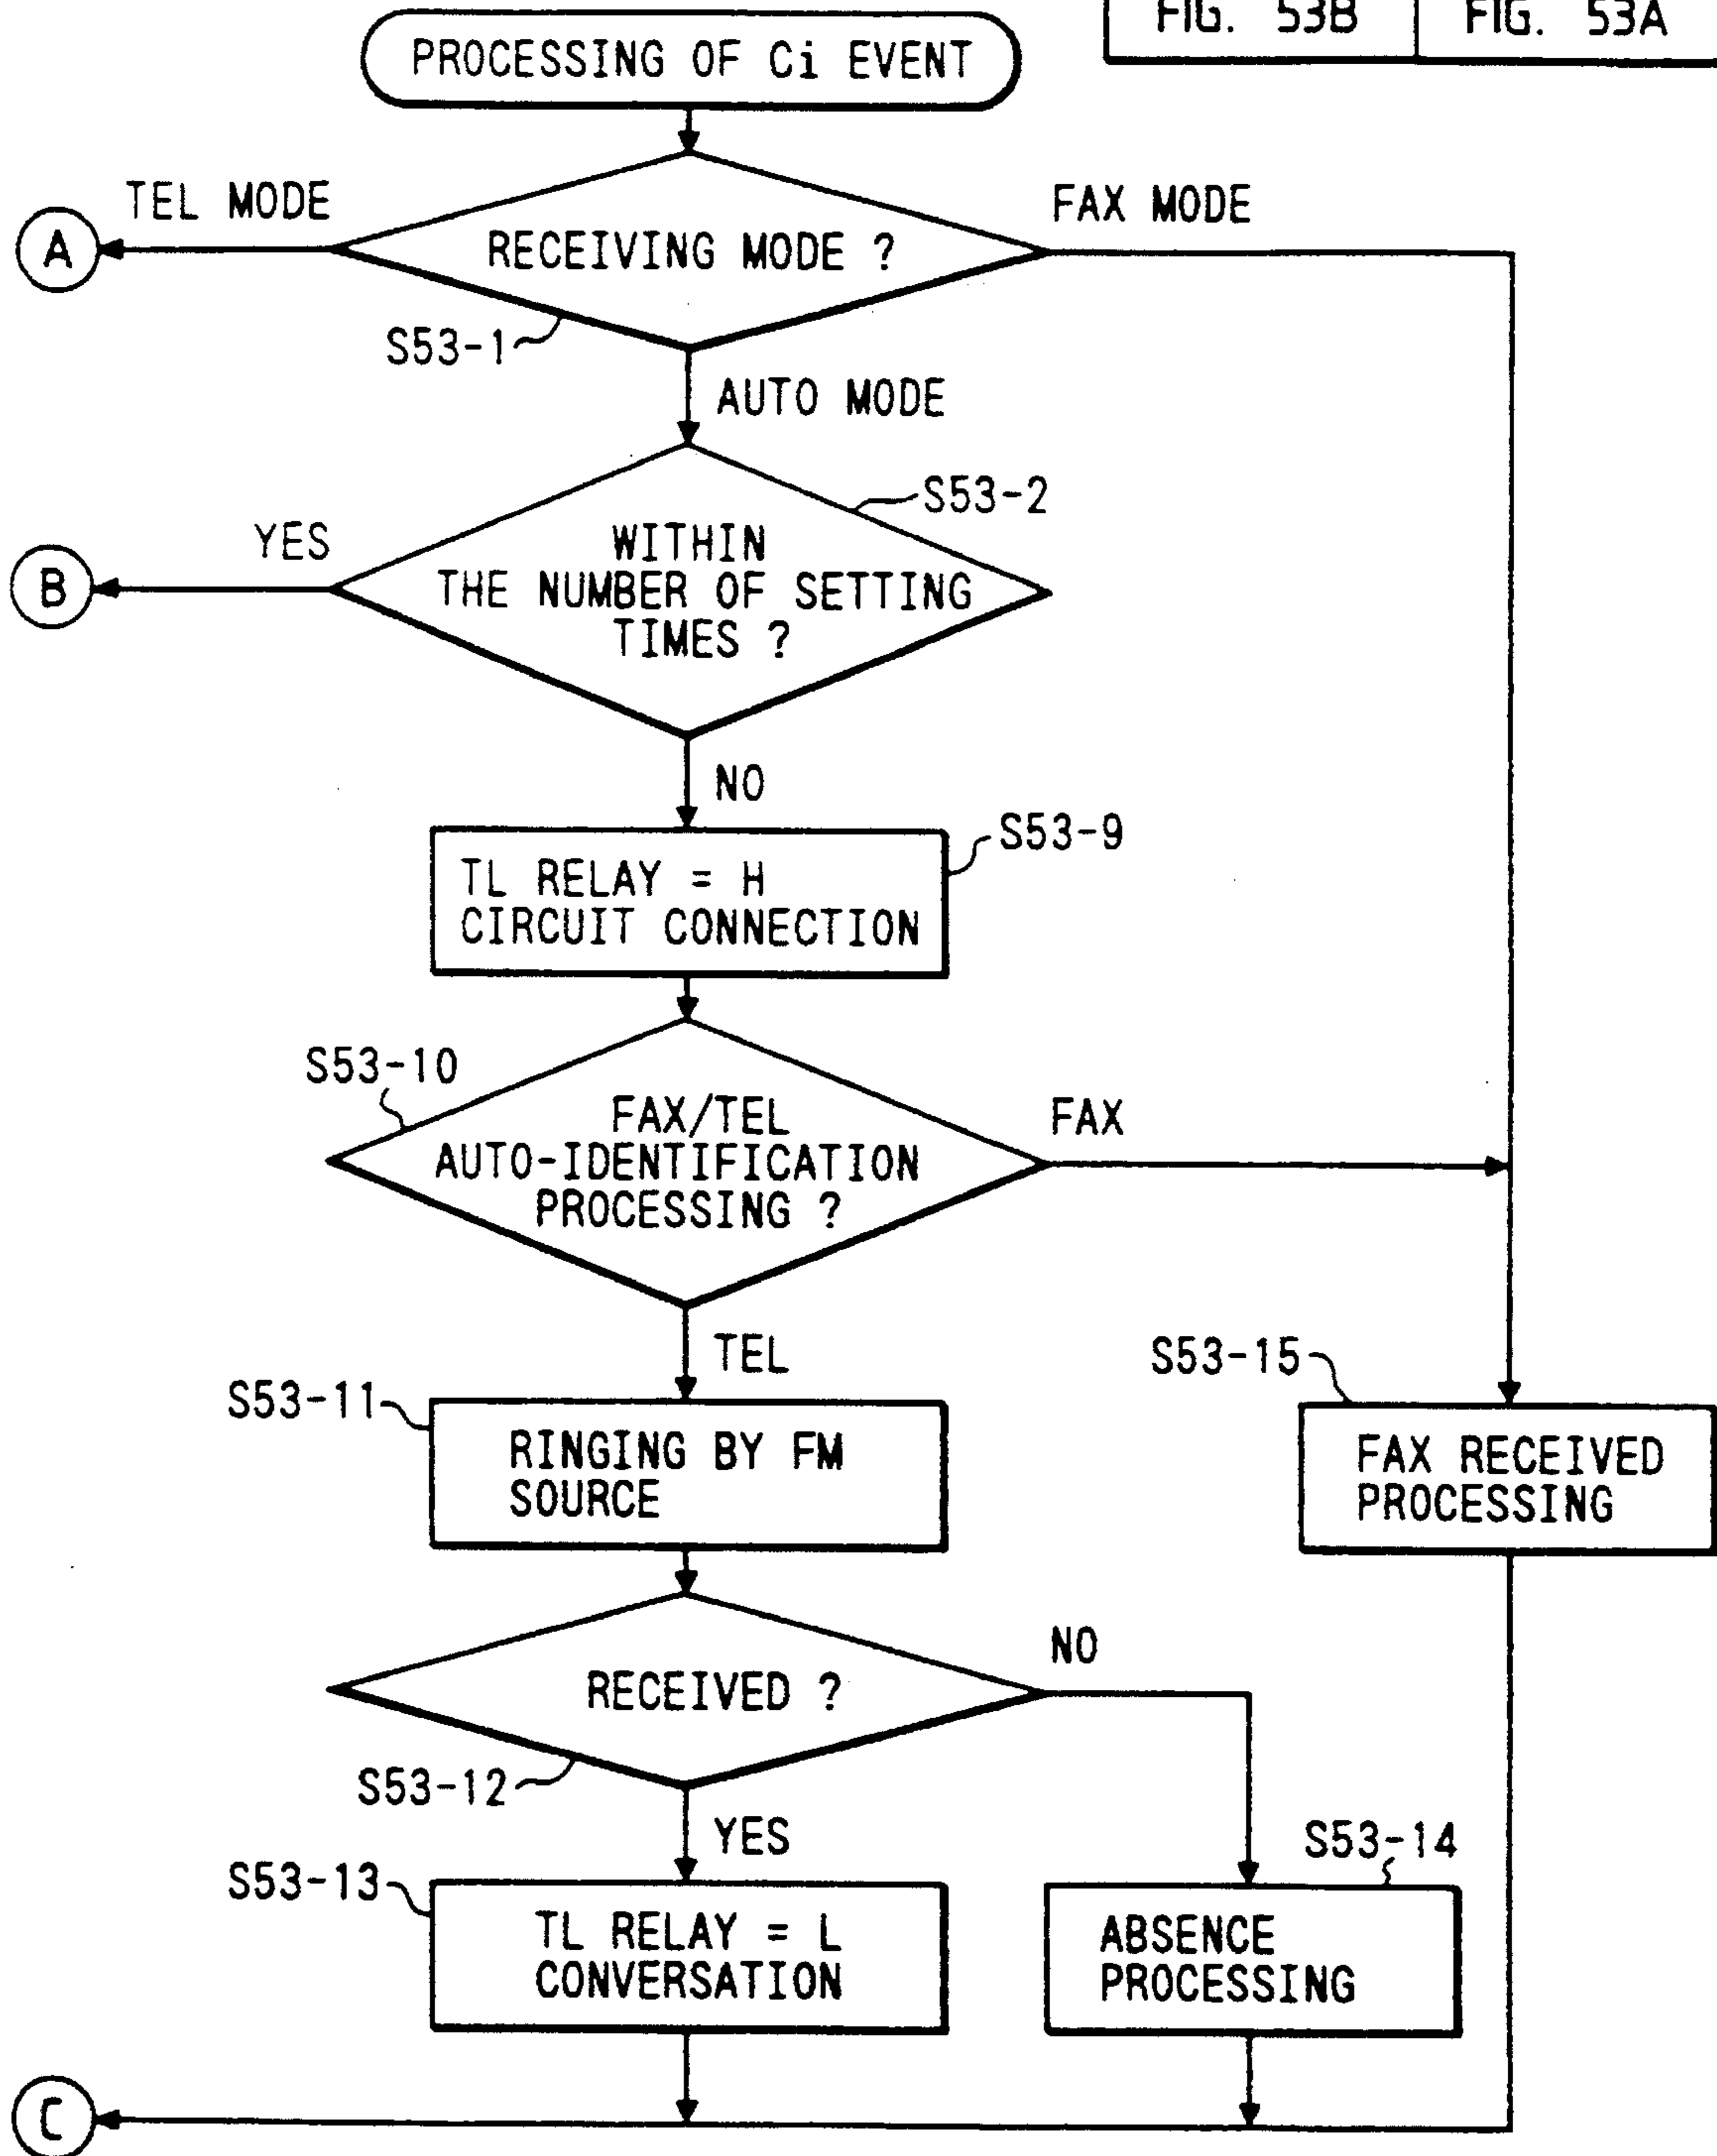 FIG. 53B FIG. 53A
PROCESSING OF Ci EVENT
TEL MODE
FAX MODE
A
RECEIVING MODE ?
S53-1
AUTO MODE
S53-2
YES
WITHIN
THE NUMBER OF SETTING
TIMES ?
B
NO
S53-9
TL RELAY = H
CIRCUIT CONNECTION
S53-10
FAX/TEL
AUTO-IDENTIFICATION
PROCESSING ?
FAX
TEL
S53-15
S53-11
RINGING BY FM
SOURCE
FAX RECEIVED
PROCESSING
NO
RECEIVED ?
S53-12
YES
S53-14
S53-13
TL RELAY = L
CONVERSATION
ABSENCE
PROCESSING
C